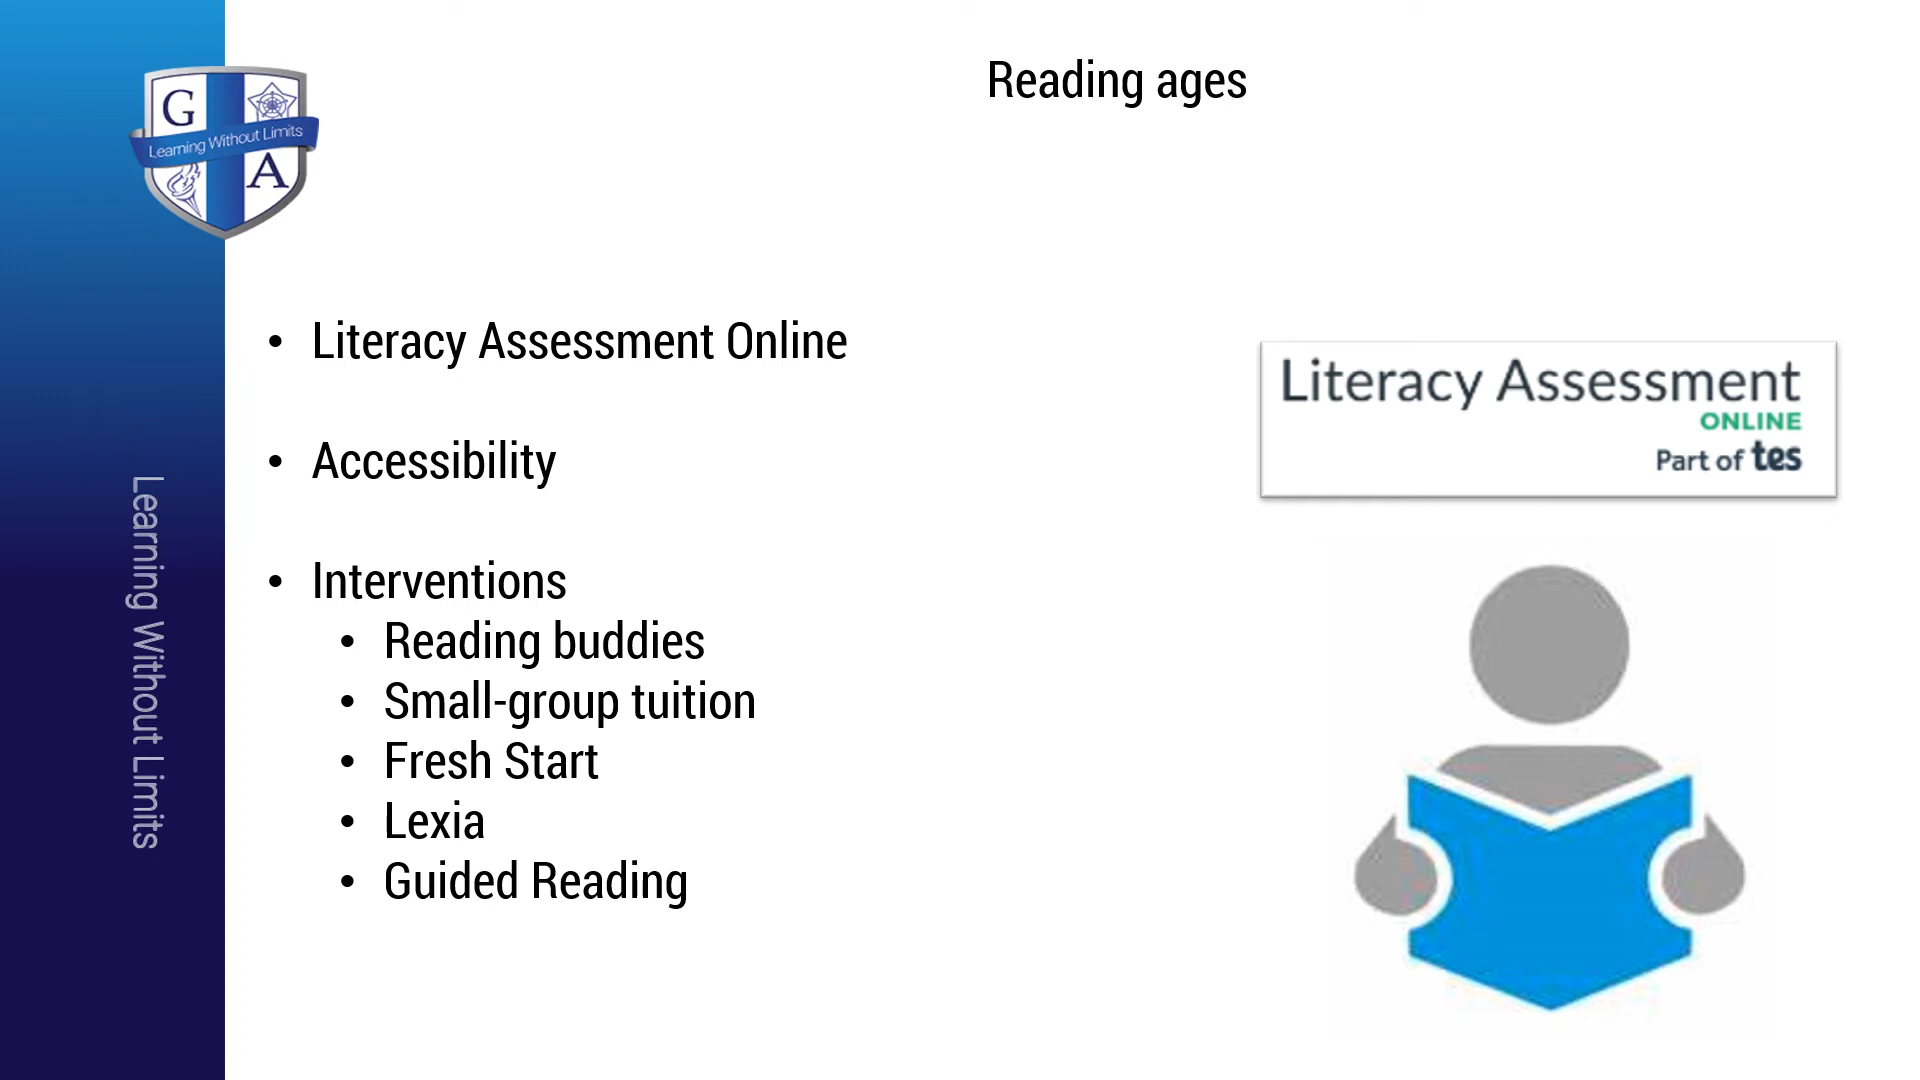 Reading ages
G
Learning Without Limits
A
Literacy Assessment Online
Accessibility
Interventions
Reading buddies
Small-group tuition
Fresh Start
Lexia
Guided Reading
Literacy Assessment
ONLINE
Part of tes
Learning Without Limits